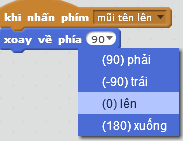 khi nhấn phím mũi tên lên
xoay về phía 90
(90) phải
(-90) trái
(0) lên
(180) xuống